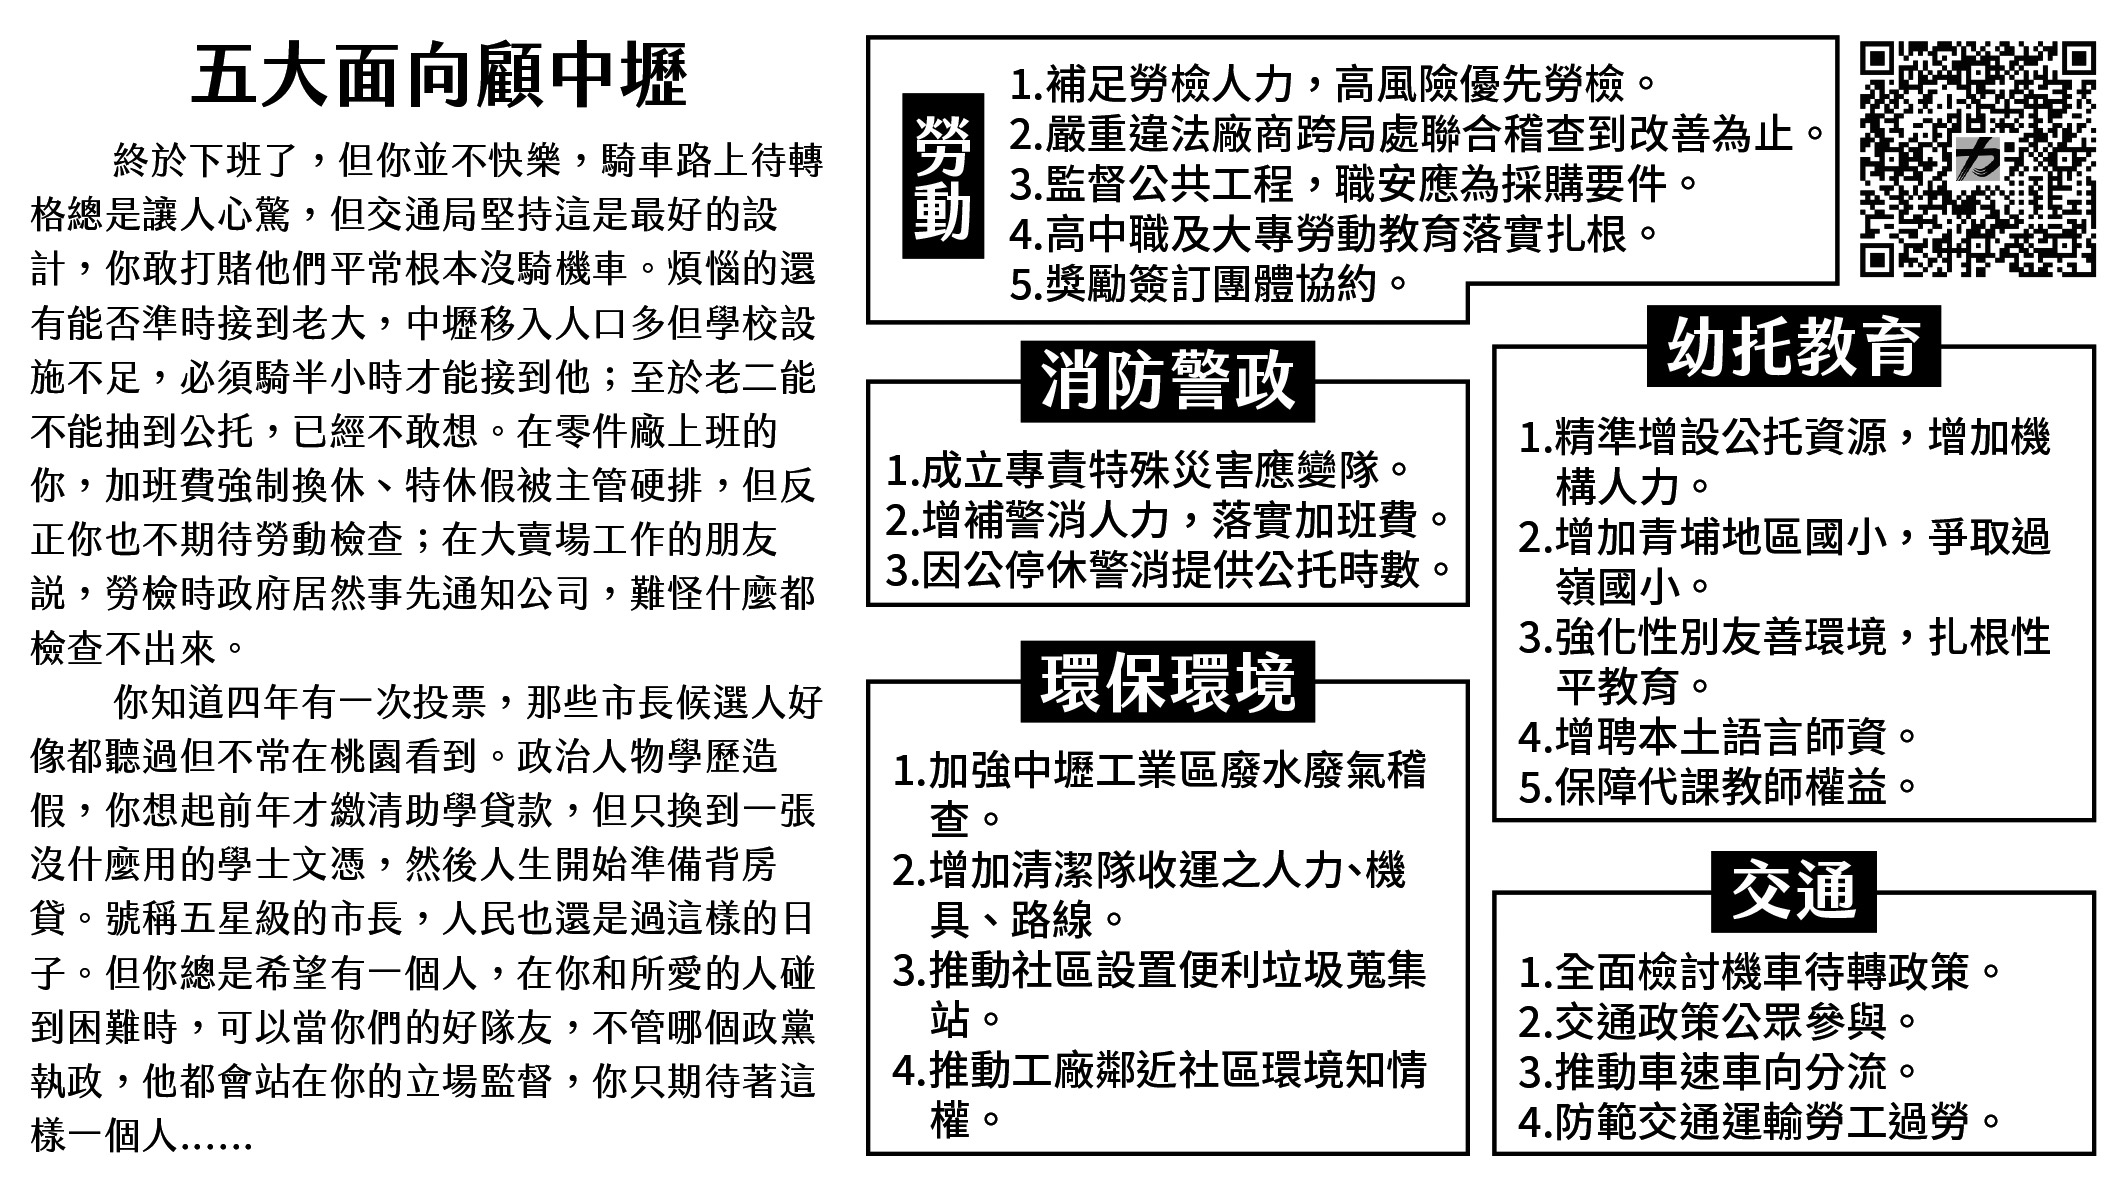 五大面向顧中壢
終於下班了，但你並不快樂，騎車路上待轉
格總是讓人心驚，但交通局堅持這是最好的設
計，你敢打賭他們平常根本沒騎機車。煩惱的還
有能否準時接到老大，中壢移入人口多但學校設
施不足，必須騎半小時才能接到他；至於老二能
不能抽到公托，已經不敢想。在零件廠上班的
你，加班費強制換休、特休假被主管硬排，但反
正你也不期待勞動檢查；在大賣場工作的朋友
說，勞檢時政府居然事先通知公司，難怪什麼都
檢查不出來。
你知道四年有一次投票，那些市長候選人好
像都聽過但不常在桃園看到。政治人物學歷造
假，你想起前年才繳清助學貸款，但只換到一張
沒什麼用的學士文憑，然後人生開始準備背房
貸。號稱五星級的市長，人民也還是過這樣的日
子。但你總是希望有一個人，在你和所愛的人碰
到困難時，可以當你們的好隊友，不管哪個政黨
執政，他都會站在你的立場監督，你只期待著這
樣一個人......
勞動
1.補足勞檢人力，高風險優先勞檢。
2.嚴重違法廠商跨局處聯合稽查到改善為止。
3.監督公共工程，職安應為採購要件。
4.高中職及大專勞動教育落實扎根。
5.獎勵簽訂團體協約。
消防警政
1.成立專責特殊災害應變隊。
2.增補警消人力，落實加班費。
3.因公停休警消提供公托時數。
環保環境
1.加強中壢工業區廢水廢氣稽
查。
2.增加清潔隊收運之人力、機
具、路線。
3.推動社區設置便利垃圾蒐集
站。
4.推動工廠鄰近社區環境知情
權。
幼托教育
1.精準增設公托資源，增加機
構人力。
2.增加青埔地區國小，爭取過
嶺國小。
3.強化性別友善環境，扎根性
平教育。
4.增聘本土語言師資。
5.保障代課教師權益。
交通
1.全面檢討機車待轉政策。
2.交通政策公眾參與。
3.推動車速車向分流。
4.防範交通運輸勞工過勞。